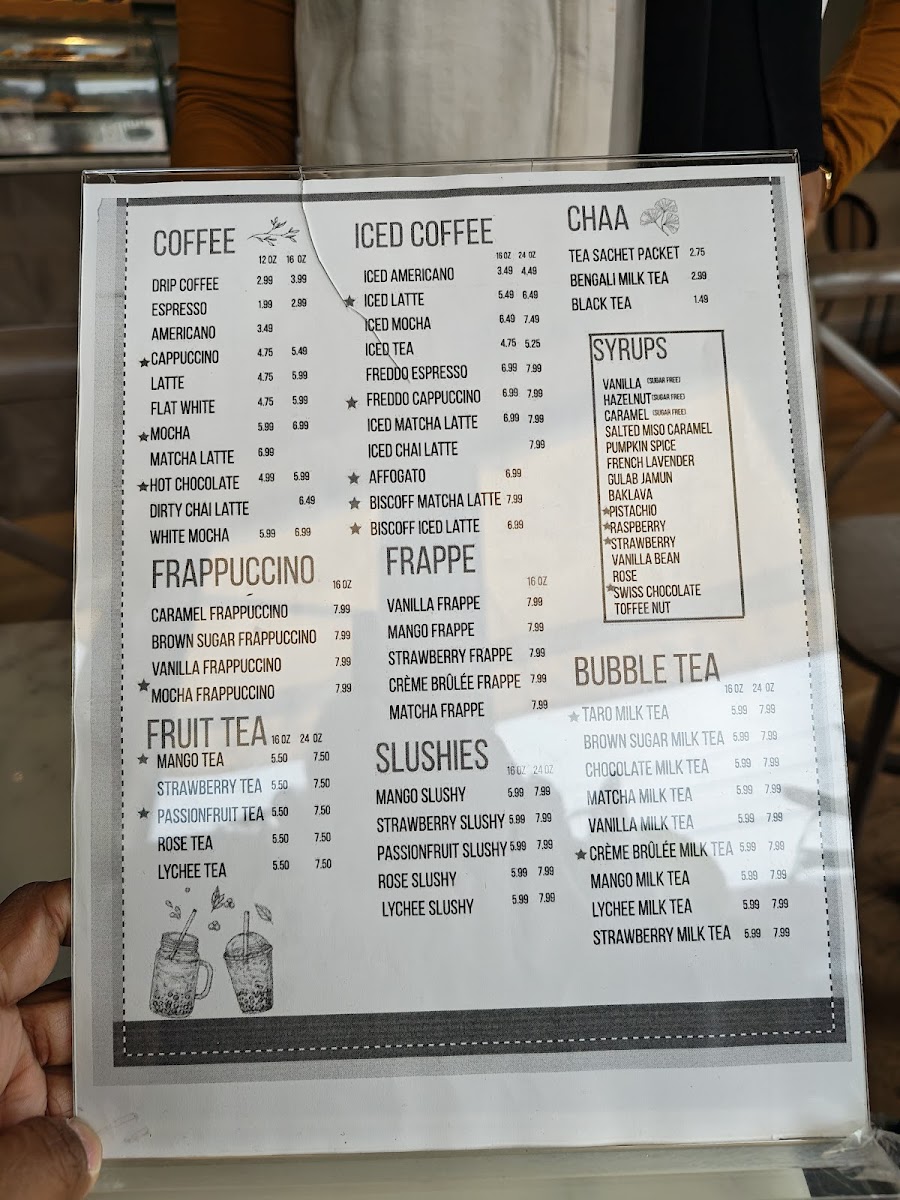 COFFEE
12 OZ 16 OZ
DRIP COFFEE 2.99 3.99
ESPRESSO 1.99 2.99
AMERICANO 3.49
★CAPPUCCINO 4.75 5.49
LATTE 4.75 5.99
FLAT WHITE 4.75 5.99
★MOCHA 5.99 6.99
MATCHA LATTE 6.99
★HOT CHOCOLATE 4.99 5.99
DIRTY CHAI LATTE 6.49
WHITE MOCHA 5.99 6.99
FRAPPUCCINO 16 OZ
CARAMEL FRAPPUCCINO 7.99
BROWN SUGAR FRAPPUCCINO 7.99
VANILLA FRAPPUCCINO 7.99
★MOCHA FRAPPUCCINO 7.99
FRUIT TEA 16 OZ 24 OZ
★ MANGO TEA 5.50 7.50
STRAWBERRY TEA 5.50 7.50
★ PASSIONFRUIT TEA 5.50 7.50
ROSE TEA 5.50 7.50
LYCHEE TEA 5.50 7.50
ICED COFFEE
16 OZ 24 OZ
ICED AMERICANO 3.49 4.49
★ ICED LATTE 5.49 6.49
ICED MOCHA 6.49 7.49
ICED TEA 4.75 5.25
FREDDO ESPRESSO 6.99 7.99
★ FREDDO CAPPUCCINO 6.99 7.99
ICED MATCHA LATTE 6.99 7.99
ICED CHAI LATTE 7.99
★ AFFOGATO 6.99
★ BISCOFF MATCHA LATTE 7.99
★ BISCOFF ICED LATTE 6.99
FRAPPE
16 OZ
VANILLA FRAPPE 7.99
MANGO FRAPPE 7.99
STRAWBERRY FRAPPE 7.99
CRÈME BRÛLÉE FRAPPE 7.99
MATCHA FRAPPE 7.99
SLUSHIES
16 OZ 24 OZ
MANGO SLUSHY 5.99 7.99
STRAWBERRY SLUSHY 5.99 7.99
PASSIONFRUIT SLUSHY 5.99 7.99
ROSE SLUSHY 5.99 7.99
LYCHEE SLUSHY 5.99 7.99
CHAA
TEA SACHET PACKET 2.75
BENGALI MILK TEA 2.99
BLACK TEA 1.49
SYRUPS
VANILLA (SUGAR FREE)
HAZELNUT (SUGAR FREE)
CARAMEL (SUGAR FREE)
SALTED MISO CARAMEL
PUMPKIN SPICE
FRENCH LAVENDER
GULAB JAMUN
BAKLAVA
★PISTACHIO
★RASPBERRY
★STRAWBERRY
VANILLA BEAN
ROSE
★SWISS CHOCOLATE
TOFFEE NUT
BUBBLE TEA
16 OZ 24 OZ
★ TARO MILK TEA 5.99 7.99
BROWN SUGAR MILK TEA 5.99 7.99
CHOCOLATE MILK TEA 5.99 7.99
MATCHA MILK TEA 5.99 7.99
VANILLA MILK TEA 5.99 7.99
★ CRÈME BRÛLÉE MILK TEA 5.99 7.99
MANGO MILK TEA 5.99 7.99
LYCHEE MILK TEA 5.99 7.99
STRAWBERRY MILK TEA 5.99 7.99